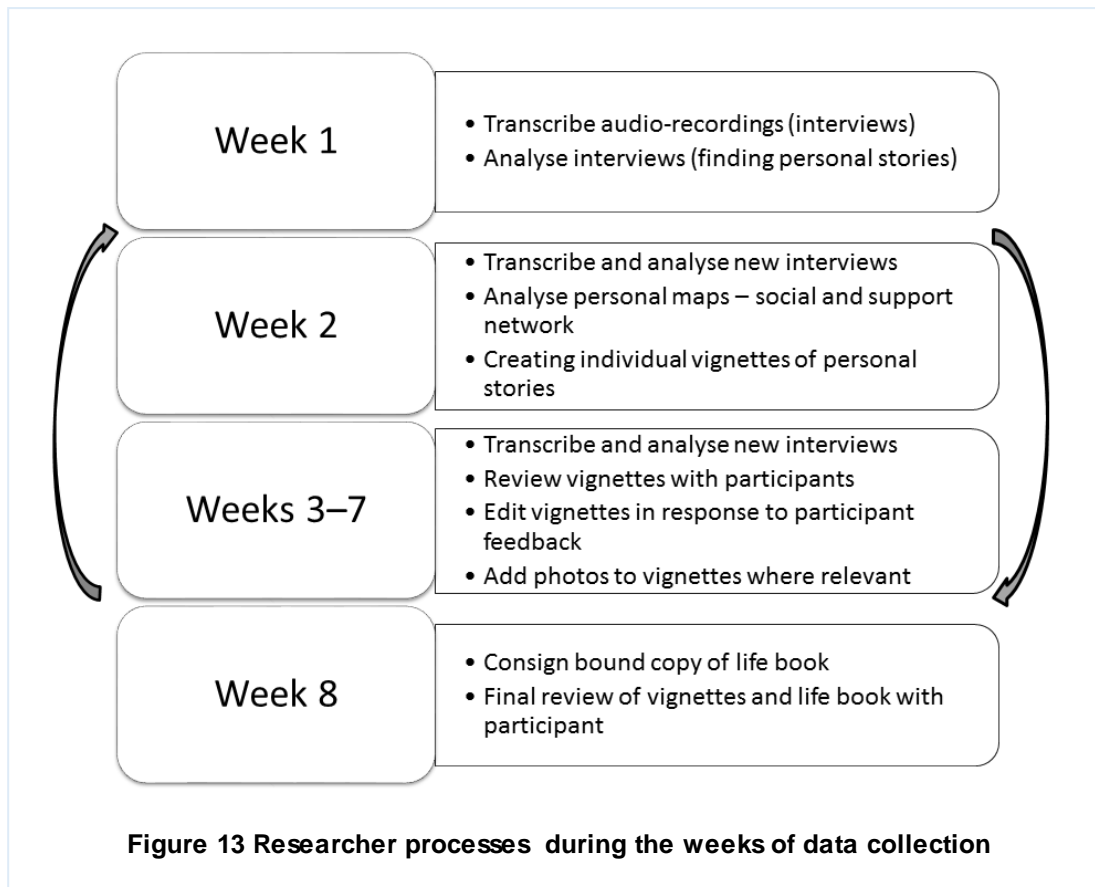 Week 1
• Transcribe audio-recordings (interviews)
• Analyse interviews (finding personal stories)
Week 2
• Transcribe and analyse new interviews
• Analyse personal maps – social and support
network
• Creating individual vignettes of personal
stories
Weeks 3–7
• Transcribe and analyse new interviews
• Review vignettes with participants
• Edit vignettes in response to participant
feedback
• Add photos to vignettes where relevant
Week 8
• Consign bound copy of life book
• Final review of vignettes and life book with
participant
Figure 13 Researcher processes during the weeks of data collection